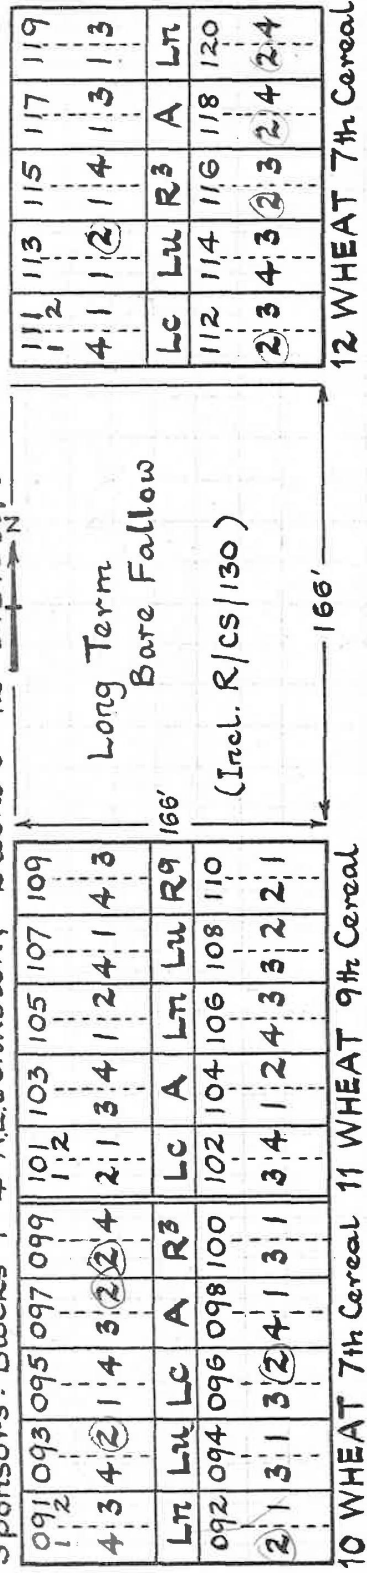 Sponsors: Blocks
091 093 095 097 099 101 103 105 107 109
1 2 1 2
4 3 4 2 1 4 3 2 2 4 2 1 3 4 1 2 4 1 4 3
Ln Lu Lc A R3 Lc A Ln Lu R9
092 094 096 098 100 102 104 106 108 110
2 1 3 1 3 2 4 1 3 1 3 4 1 2 4 3 3 2 2 1
10 WHEAT 7th Cereal 11 WHEAT 9th Cereal
N
166'
Long Term
Bare Fallow
(Incl. R/CS/130)
166'
111 113 115 117 119
1 2
4 1 1 2 1 4 1 3 1 3
Lc Lu R3 A Ln
112 114 116 118 120
2 3 4 3 2 3 2 4 2 4
12 WHEAT 7th Cereal